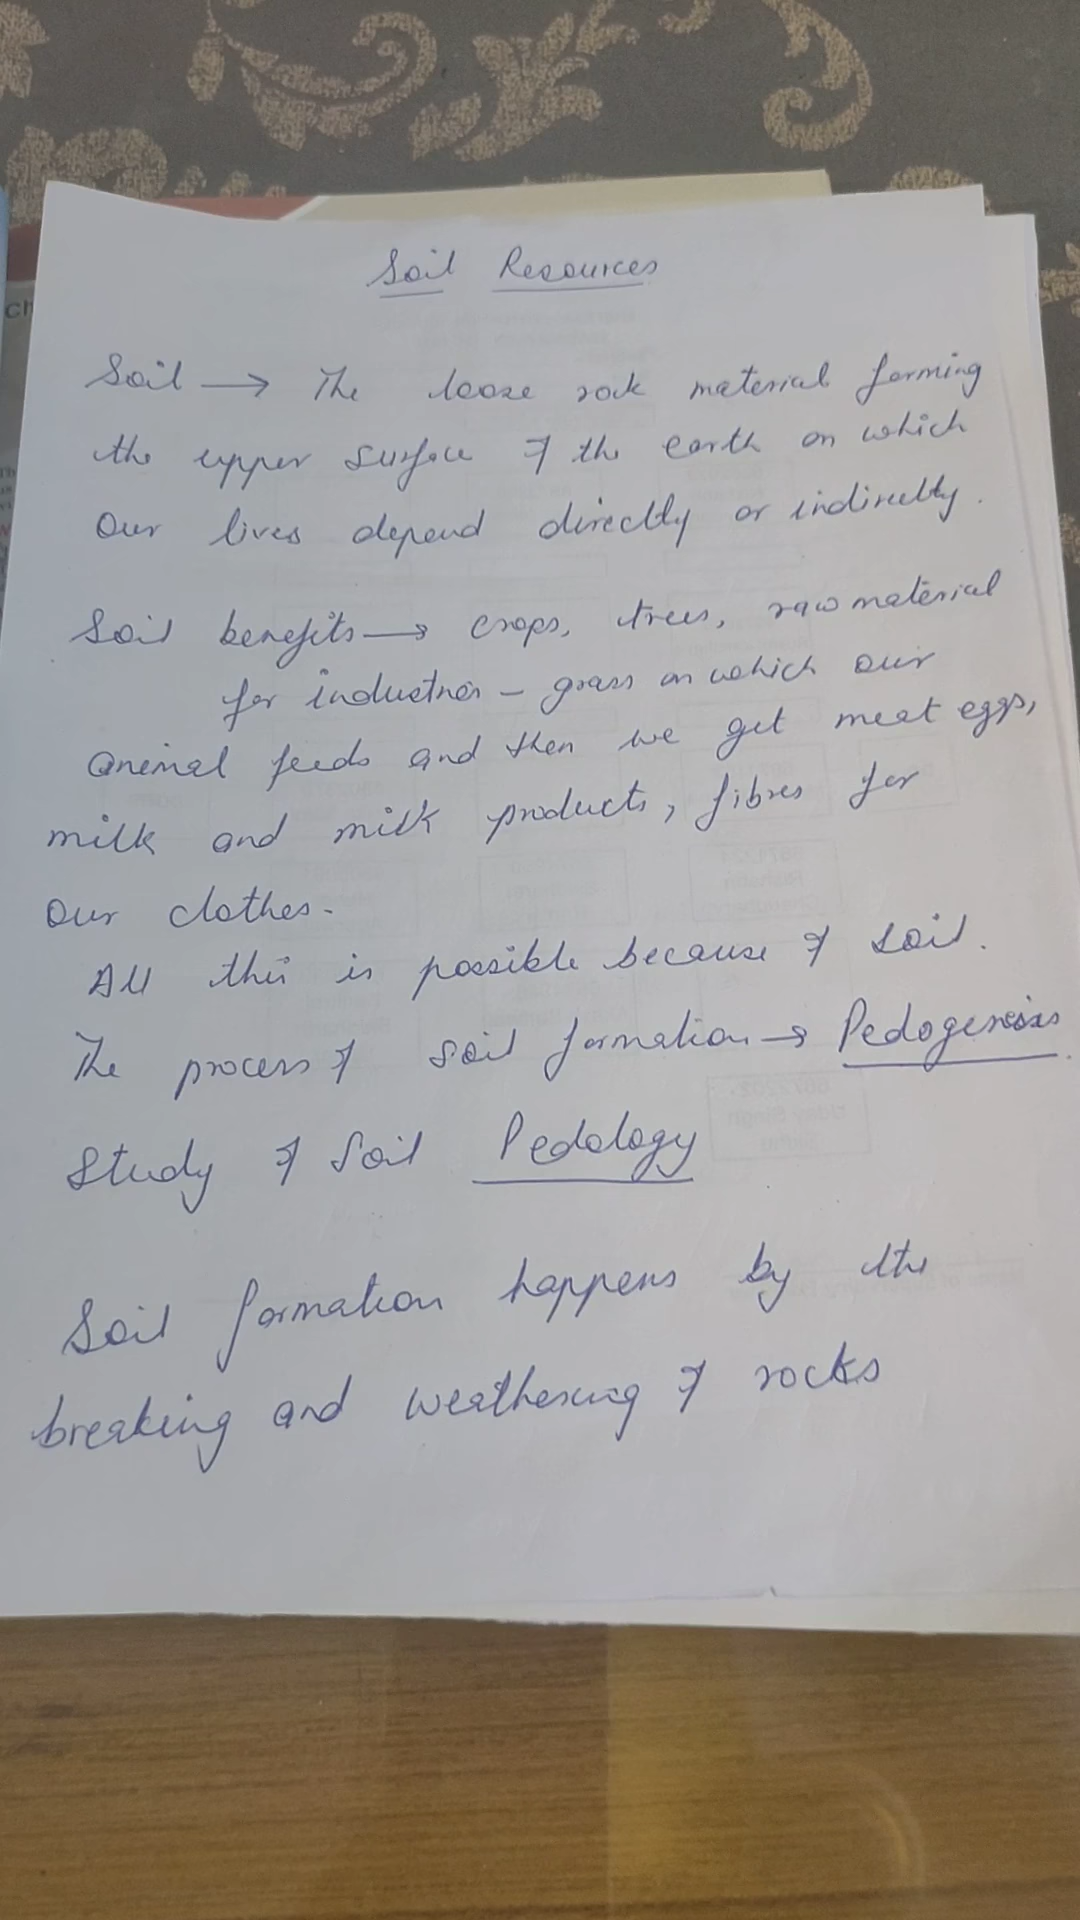 Soil Resources
Soil → The loose rock material forming
the upper surface of the earth on which
our lives depend directly or indirectly.
Soil benefits → crops, trees, raw material
for industries - grass on which our
animal feeds and then we get meat eggs,
milk and milk products, fibres for
our clothes.
All this is possible because of soil.
The process of soil formation → Pedogenesis
Study of Soil Pedology
Soil formation happens by the
breaking and weathering of rocks